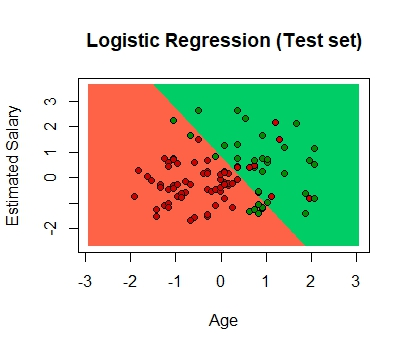 Logistic Regression (Test set)
Estimated Salary
3
2
1
0
-2
-3 -2 -1 0 1 2 3
Age